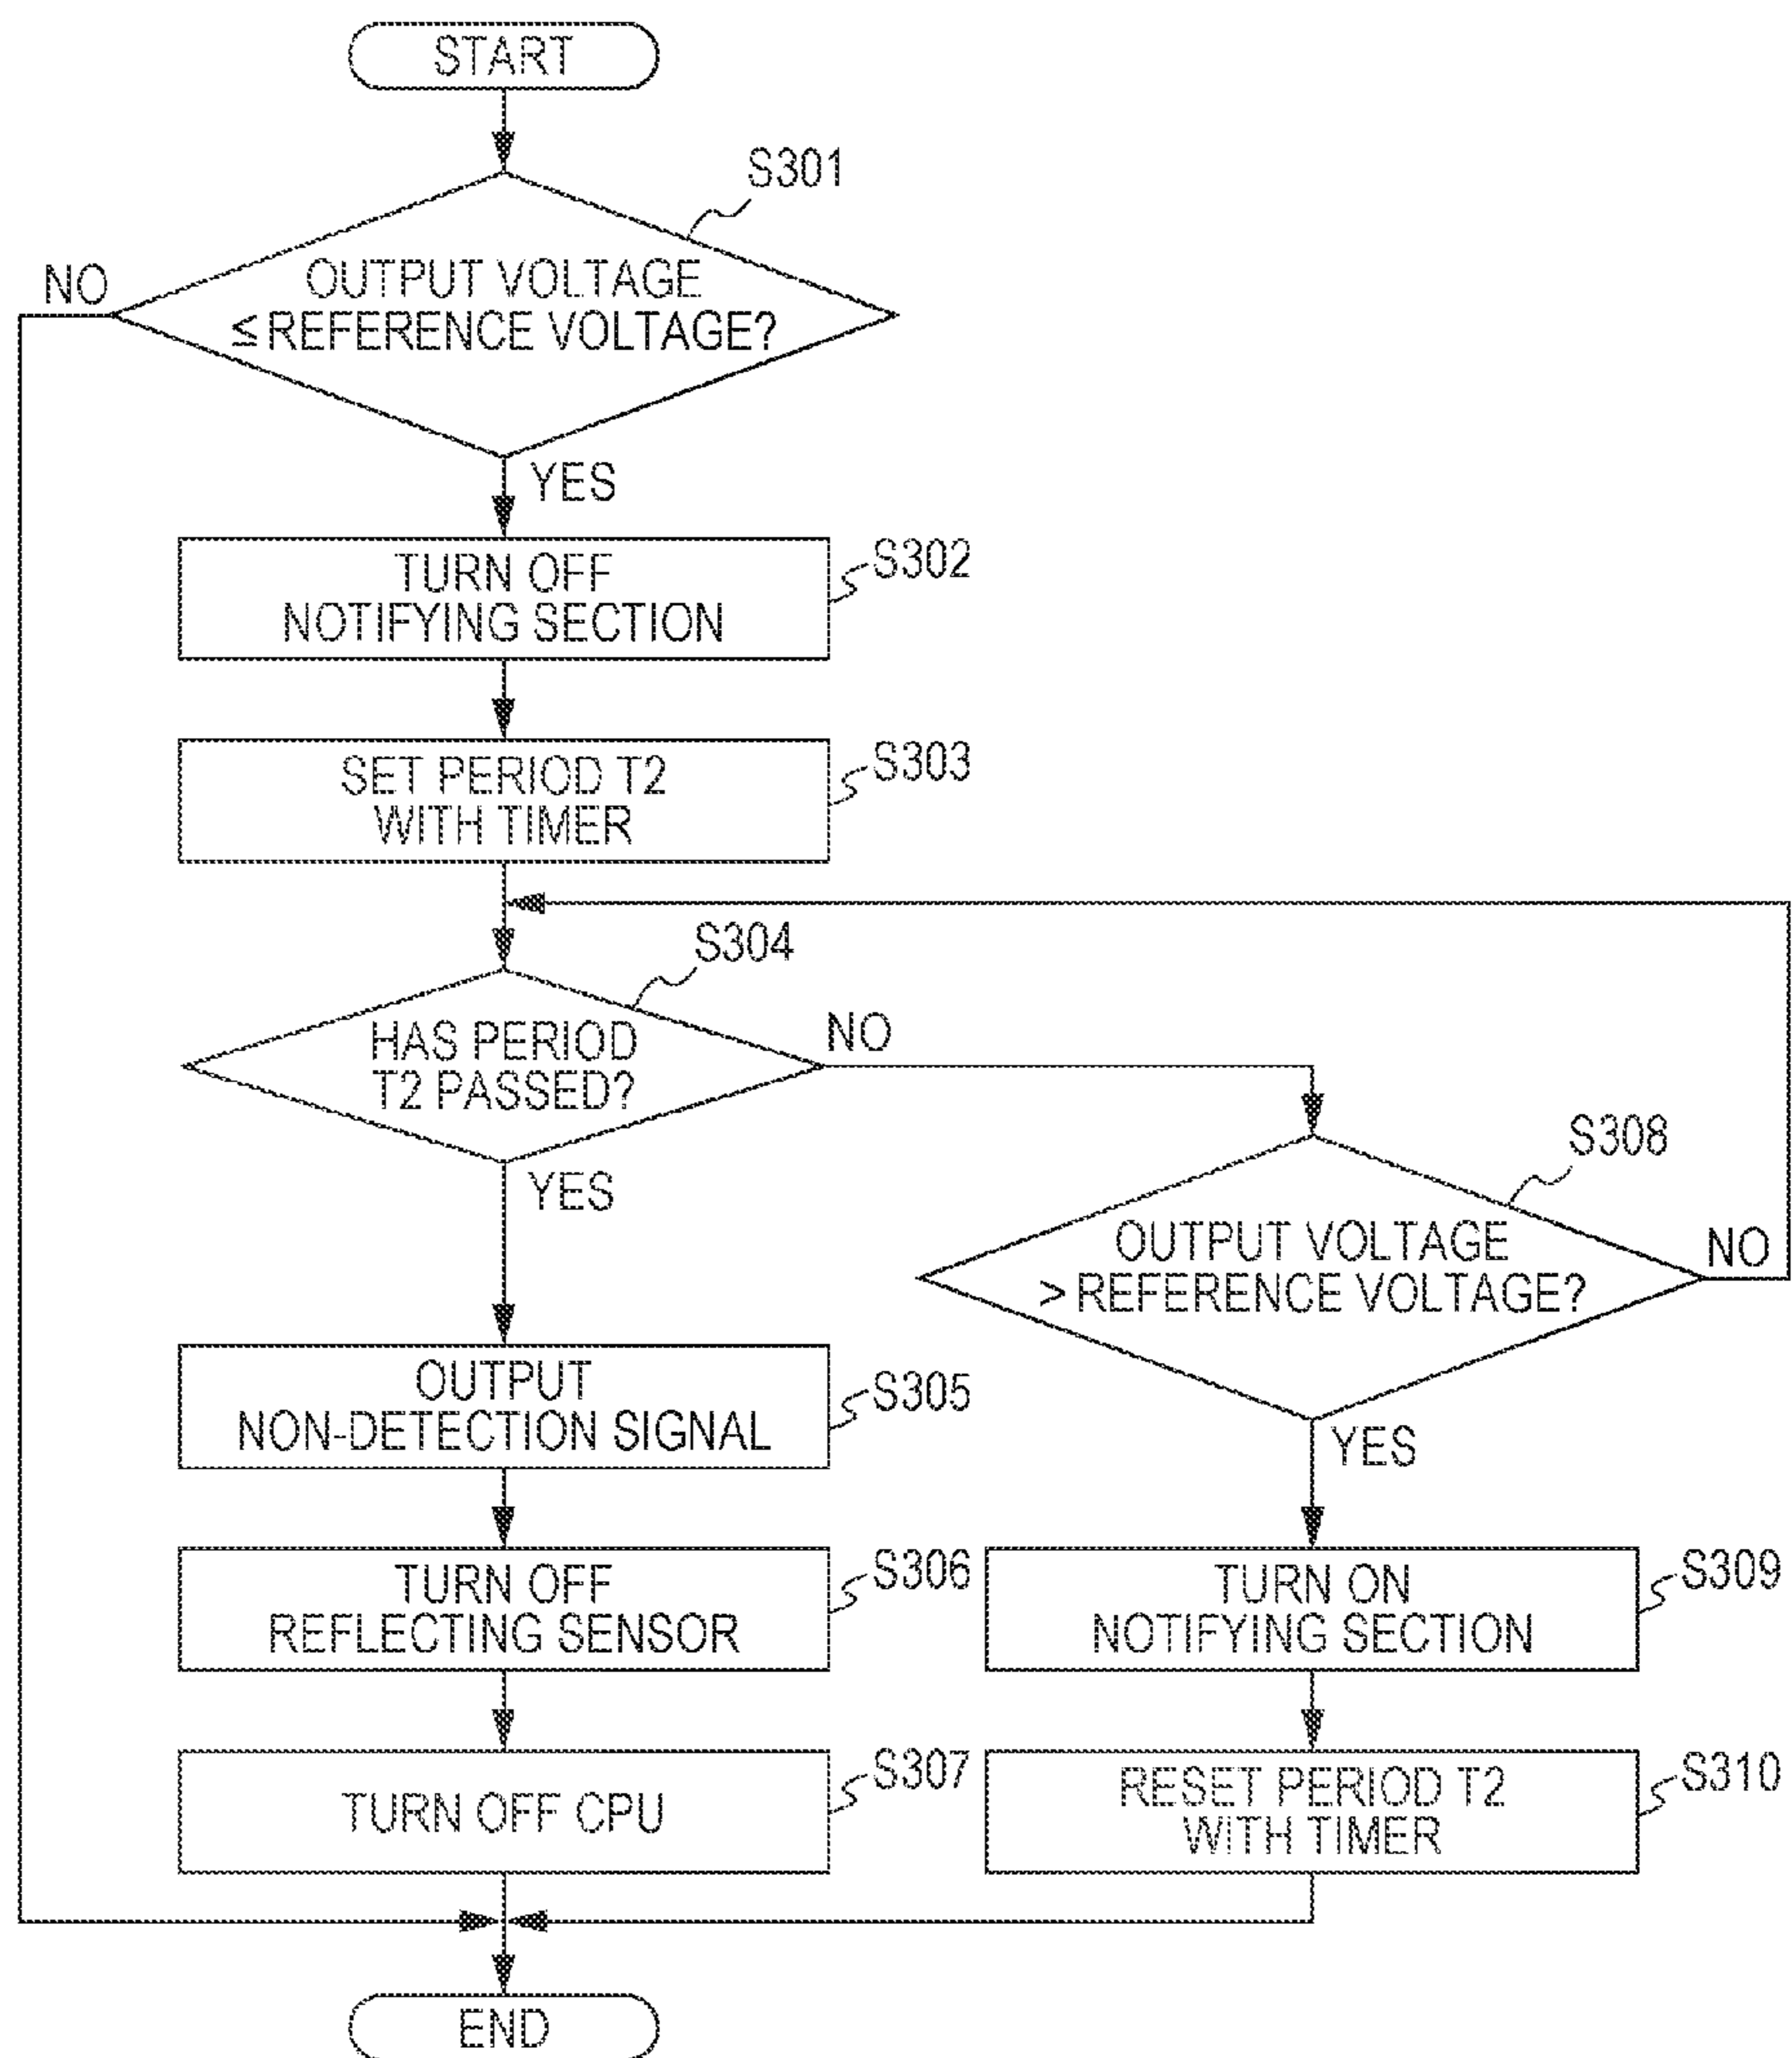 START
S301
NO
OUTPUT VOLTAGE
≤ REFERENCE VOLTAGE?
YES
TURN OFF
NOTIFYING SECTION
S302
SET PERIOD T2
WITH TIMER
S303
S304
HAS PERIOD
T2 PASSED?
NO
YES
S308
OUTPUT VOLTAGE
> REFERENCE VOLTAGE?
NO
YES
OUTPUT
NON-DETECTION SIGNAL
S305
TURN OFF
REFLECTING SENSOR
S306
TURN ON
NOTIFYING SECTION
S309
TURN OFF CPU
S307
RESET PERIOD T2
WITH TIMER
S310
END